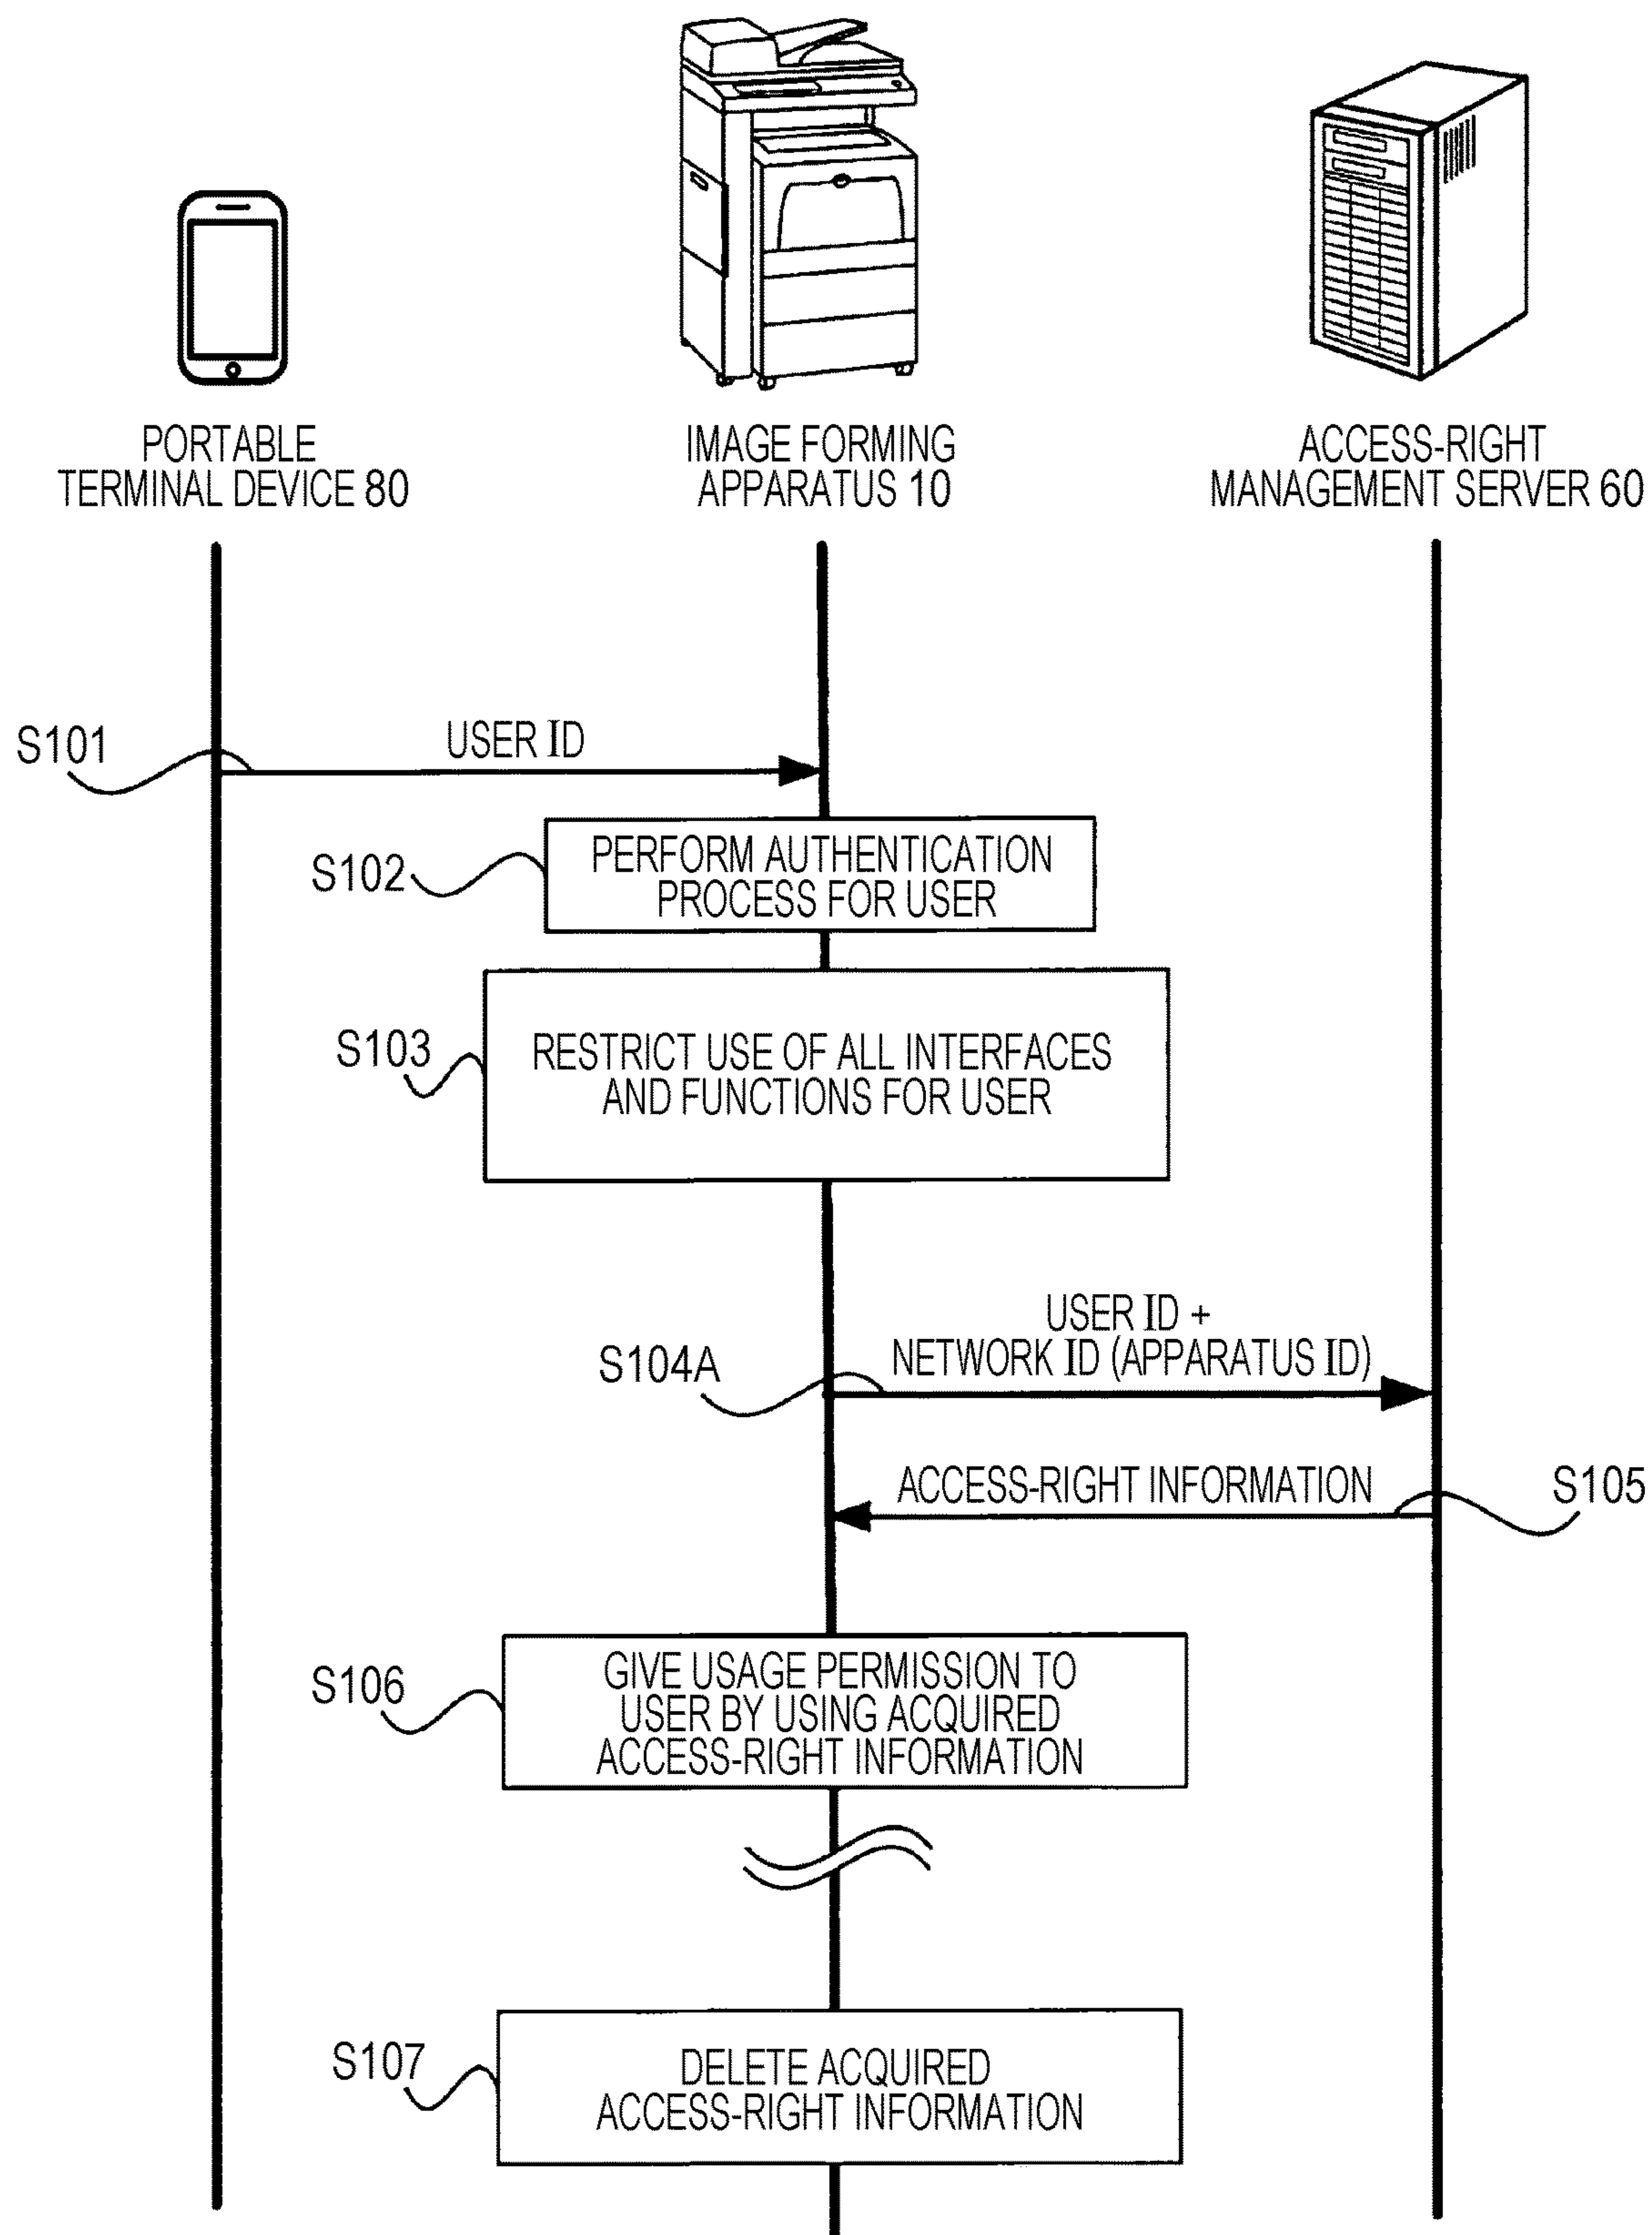 PORTABLE
TERMINAL DEVICE 80
IMAGE FORMING
APPARATUS 10
ACCESS-RIGHT
MANAGEMENT SERVER 60
S101
USER ID
S102
PERFORM AUTHENTICATION
PROCESS FOR USER
S103
RESTRICT USE OF ALL INTERFACES
AND FUNCTIONS FOR USER
S104A
USER ID +
NETWORK ID (APPARATUS ID)
ACCESS-RIGHT INFORMATION
S105
S106
GIVE USAGE PERMISSION TO
USER BY USING ACQUIRED
ACCESS-RIGHT INFORMATION
S107
DELETE ACQUIRED
ACCESS-RIGHT INFORMATION